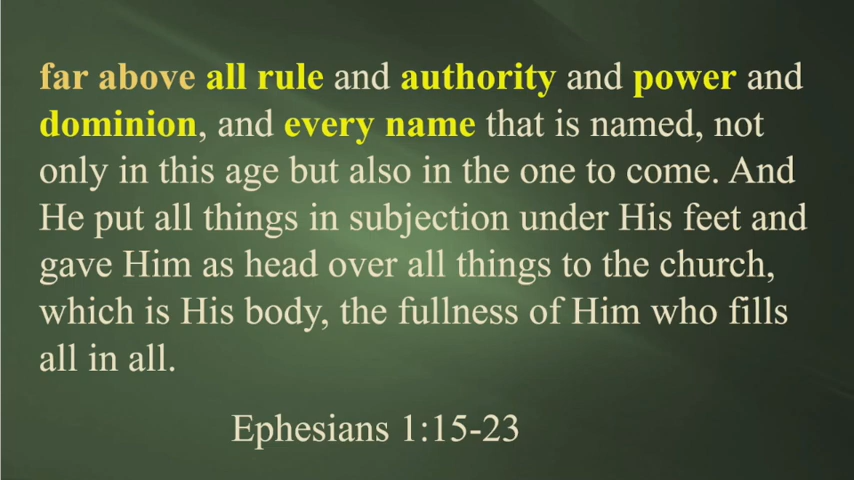 far above all rule and authority and power and
dominion, and every name that is named, not
only in this age but also in the one to come. And
He put all things in subjection under His feet and
gave Him as head over all things to the church,
which is His body, the fullness of Him who fills
all in all.
Ephesians 1:15-23